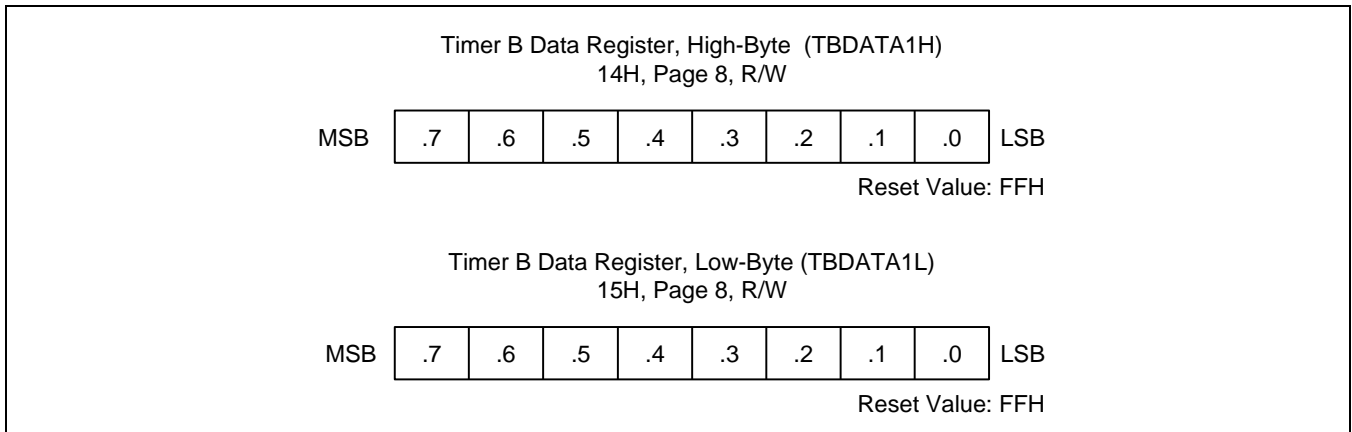 Timer B Data Register, High-Byte (TBDATA1H)
14H, Page 8, R/W
MSB .7 .6 .5 .4 .3 .2 .1 .0 LSB
Reset Value: FFH
Timer B Data Register, Low-Byte (TBDATA1L)
15H, Page 8, R/W
MSB .7 .6 .5 .4 .3 .2 .1 .0 LSB
Reset Value: FFH